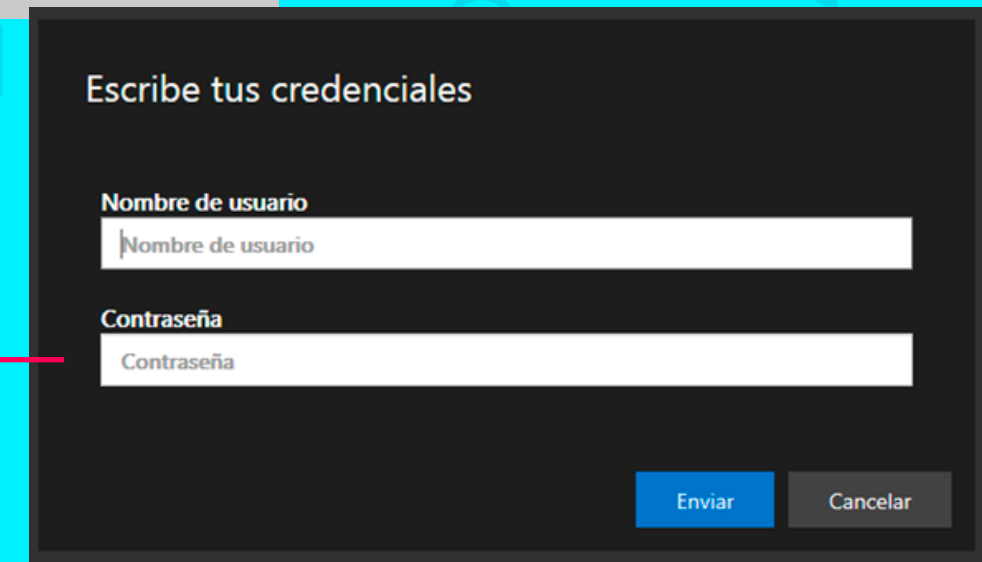 Escribe tus credenciales
Nombre de usuario
Nombre de usuario
Contraseña
Contraseña
Enviar
Cancelar